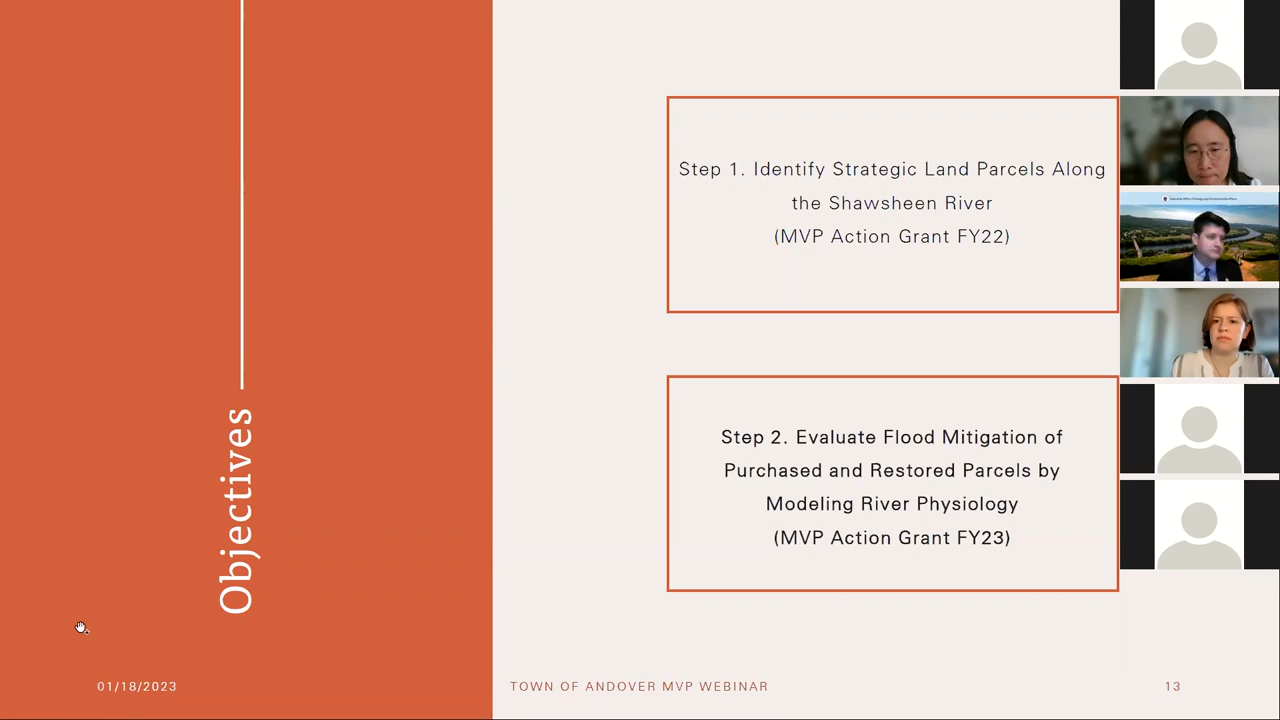 Objectives
Step 1. Identify Strategic Land Parcels Along
the Shawsheen River
(MVP Action Grant FY22)
Step 2. Evaluate Flood Mitigation of
Purchased and Restored Parcels by
Modeling River Physiology
(MVP Action Grant FY23)
01/18/2023
TOWN OF ANDOVER MVP WEBINAR
13